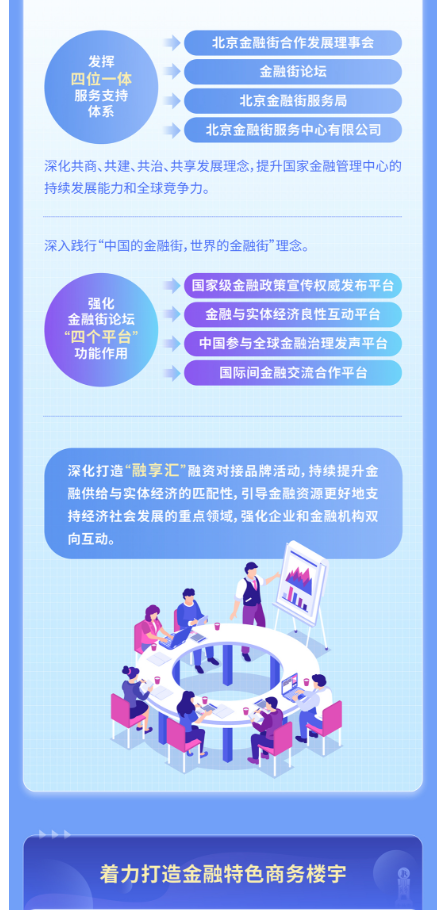 发挥
四位一体
服务支持
体系
北京金融街合作发展理事会
金融街论坛
北京金融街服务局
北京金融街服务中心有限公司
深化共商、共建、共治、共享发展理念,提升国家金融管理中心的
持续发展能力和全球竞争力。
深入践行“中国的金融街,世界的金融街”理念。
强化
金融街论坛
“四个平台”
功能作用
国家级金融政策宣传权威发布平台
金融与实体经济良性互动平台
中国参与全球金融治理发声平台
国际间金融交流合作平台
深化打造“融享汇”融资对接品牌活动,持续提升金
融供给与实体经济的匹配性,引导金融资源更好地支
持经济社会发展的重点领域,强化企业和金融机构双
向互动。
着力打造金融特色商务楼宇